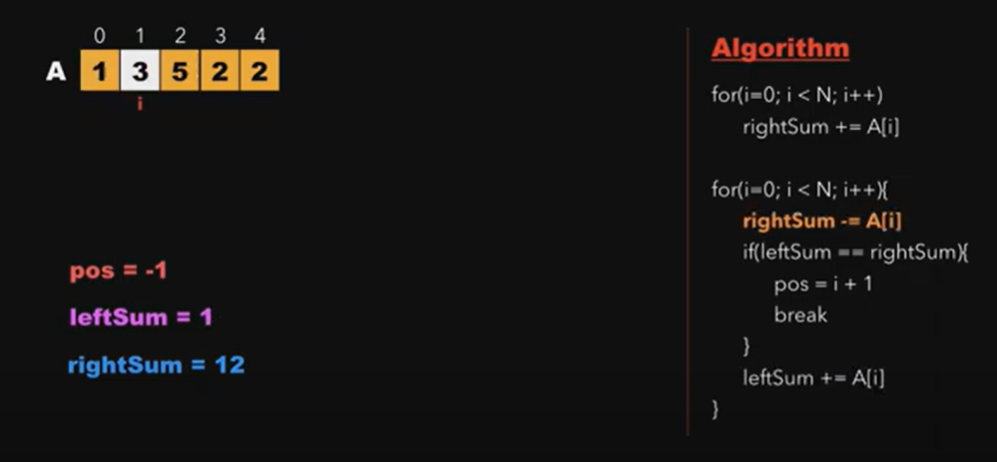 0 1 2 3 4
A 1 3 5 2 2
i
pos = -1
leftSum = 1
rightSum = 12
Algorithm
for(i=0; i < N; i++)
rightSum += A[i]
for(i=0; i < N; i++){
rightSum -= A[i]
if(leftSum == rightSum){
pos = i + 1
break
}
leftSum += A[i]
}